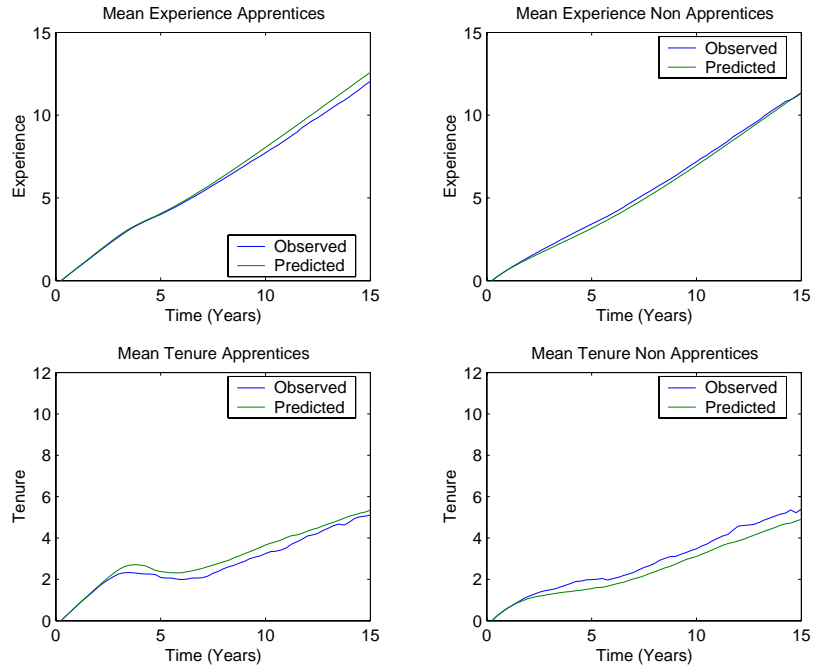 Mean Experience Apprentices
15
10
5
0
Experience
0 5 10 15
Time (Years)
Observed
Predicted
Mean Experience Non Apprentices
15
10
5
0
Experience
0 5 10 15
Time (Years)
Observed
Predicted
Mean Tenure Apprentices
12
10
8
6
4
2
0
Tenure
0 5 10 15
Time (Years)
Observed
Predicted
Mean Tenure Non Apprentices
12
10
8
6
4
2
0
Tenure
0 5 10 15
Time (Years)
Observed
Predicted